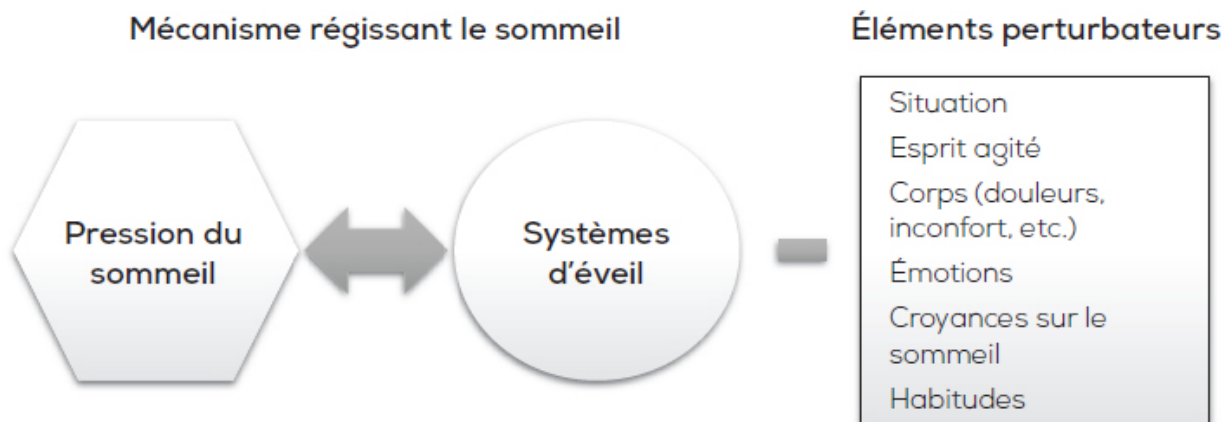 Mécanisme régissant le sommeil
Éléments perturbateurs
Pression du
sommeil
Systèmes
d'éveil
Situation
Esprit agité
Corps (douleurs,
inconfort, etc.)
Émotions
Croyances sur le
sommeil
Habitudes